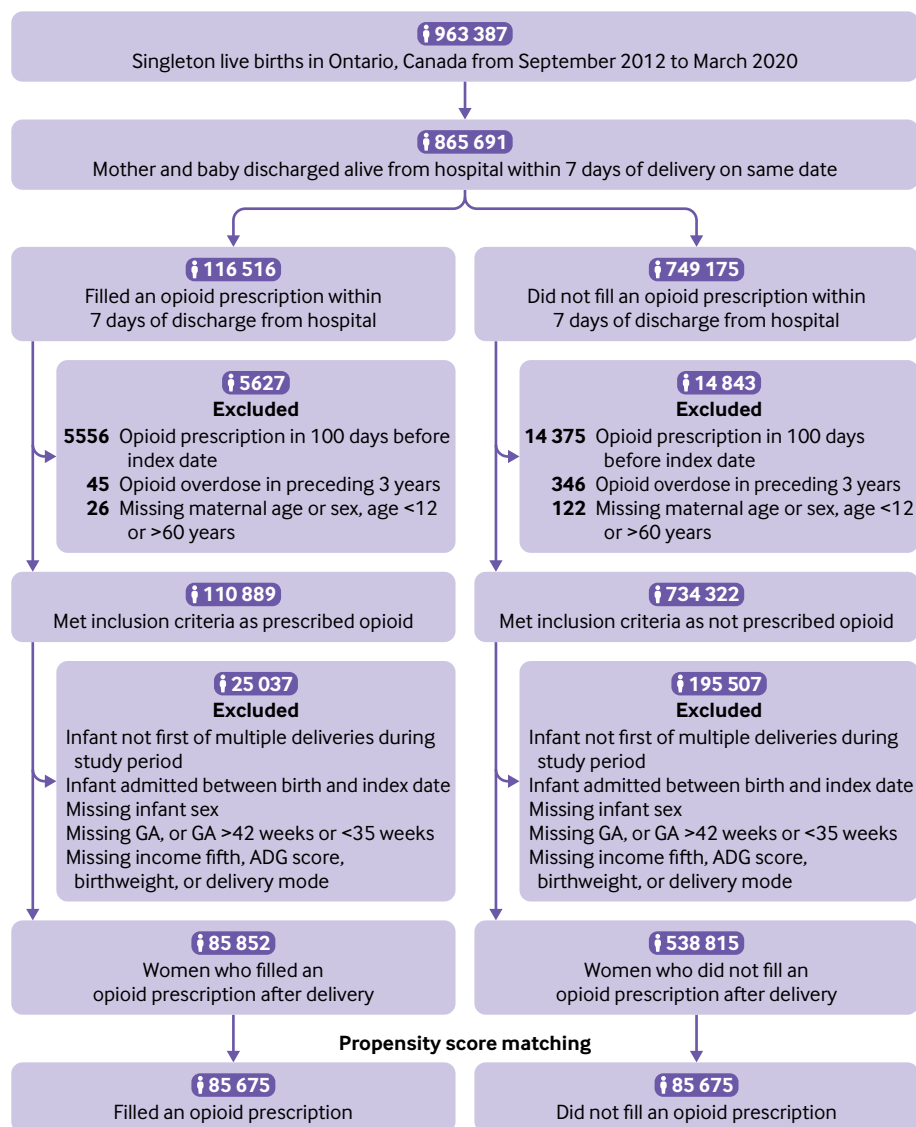 963 387
Singleton live births in Ontario, Canada from September 2012 to March 2020
865 691
Mother and baby discharged alive from hospital within 7 days of delivery on same date
116 516
Filled an opioid prescription within
7 days of discharge from hospital
749 175
Did not fill an opioid prescription within
7 days of discharge from hospital
5627
Excluded
5556 Opioid prescription in 100 days before
index date
45 Opioid overdose in preceding 3 years
26 Missing maternal age or sex, age <12
or >60 years
14 843
Excluded
14 375 Opioid prescription in 100 days
before index date
346 Opioid overdose in preceding 3 years
122 Missing maternal age or sex, age <12
or >60 years
110 889
Met inclusion criteria as prescribed opioid
734 322
Met inclusion criteria as not prescribed opioid
25 037
Excluded
Infant not first of multiple deliveries during
study period
Infant admitted between birth and index date
Missing infant sex
Missing GA, or GA >42 weeks or <35 weeks
Missing income fifth, ADG score,
birthweight, or delivery mode
195 507
Excluded
Infant not first of multiple deliveries during
study period
Infant admitted between birth and index date
Missing infant sex
Missing GA, or GA >42 weeks or <35 weeks
Missing income fifth, ADG score,
birthweight, or delivery mode
85 852
Women who filled an
opioid prescription after delivery
538 815
Women who did not fill an
opioid prescription after delivery
Propensity score matching
85 675
Filled an opioid prescription
85 675
Did not fill an opioid prescription